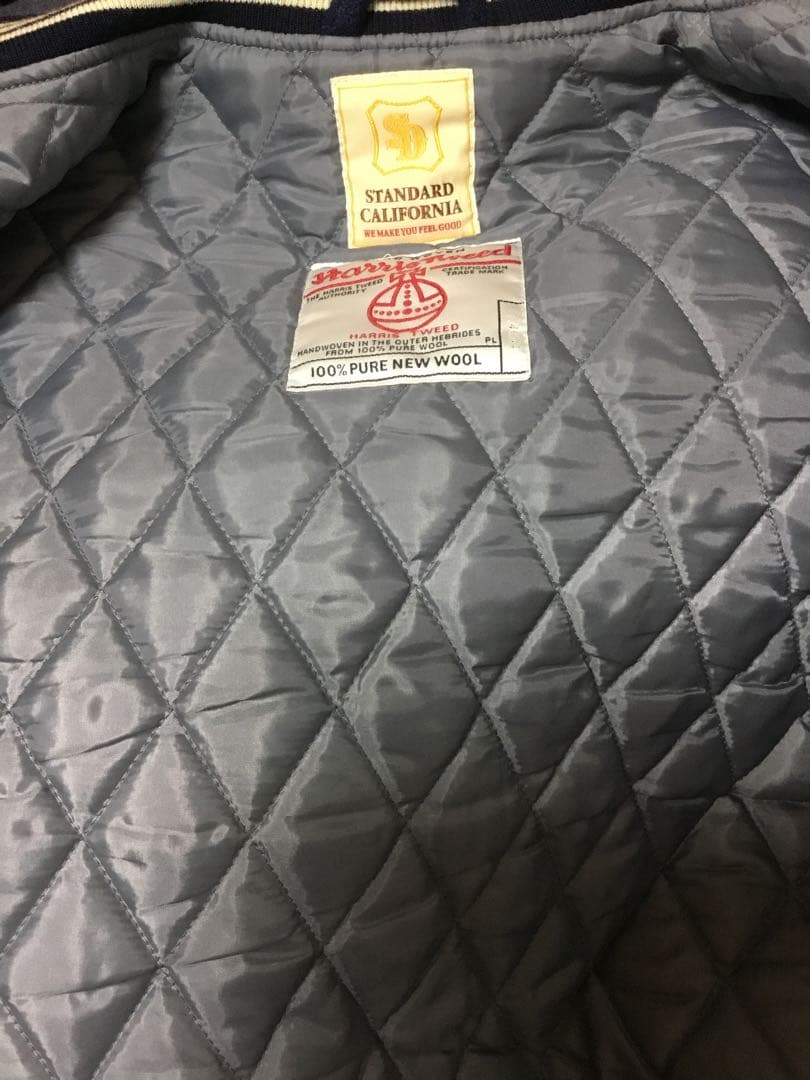 SD
STANDARD
CALIFORNIA
WE MAKE YOU FEEL GOOD
Harris Tweed
THE HARRIS TWEED
AUTHORITY
CERTIFICATION
TRADE MARK
HARRIS TWEED
HANDWOVEN IN THE OUTER HEBRIDES
FROM 100% PURE WOOL
PL
100% PURE NEW WOOL